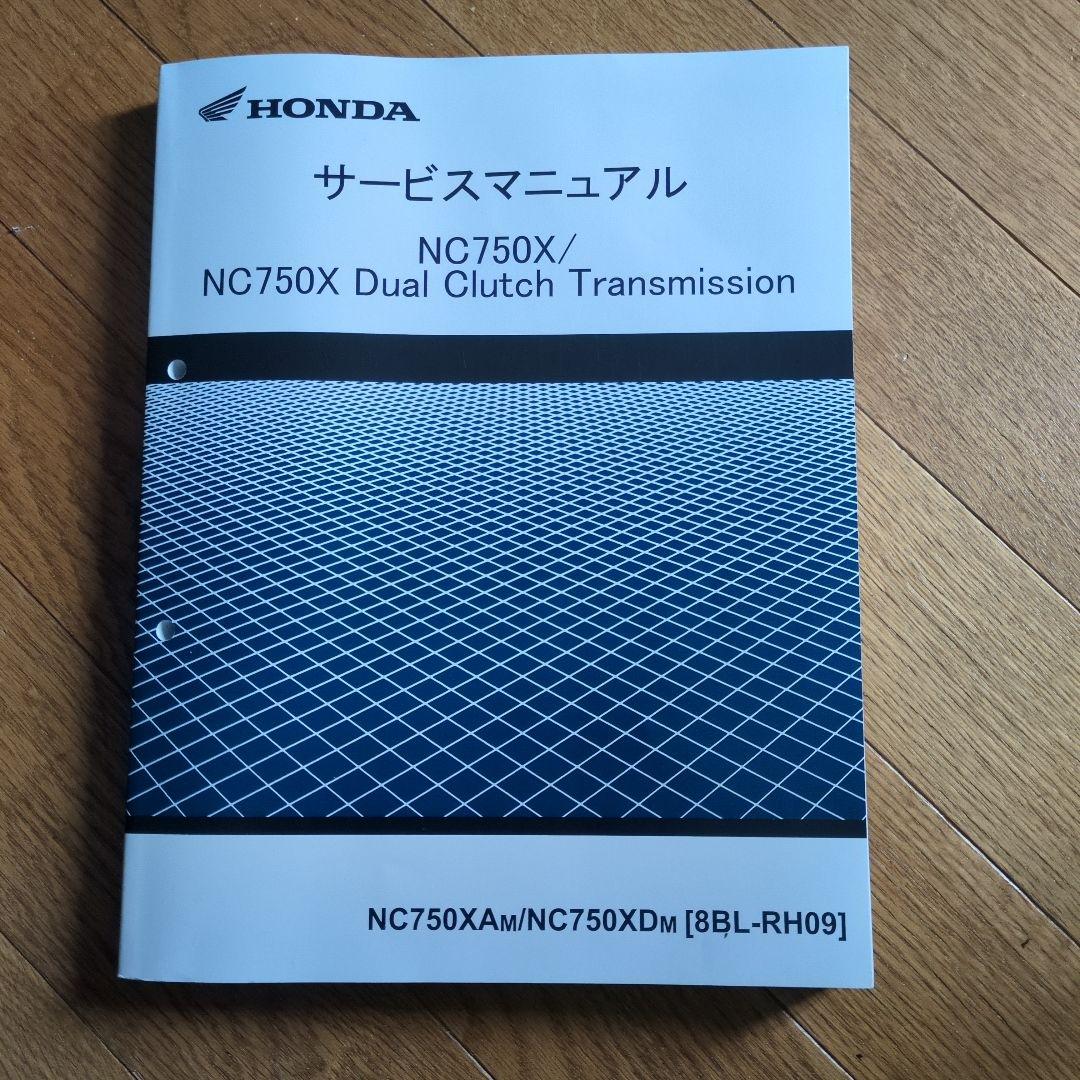 HONDA
サービスマニュアル
NC750X/
NC750X Dual Clutch Transmission
NC750XAM/NC750XDM [8BL-RH09]